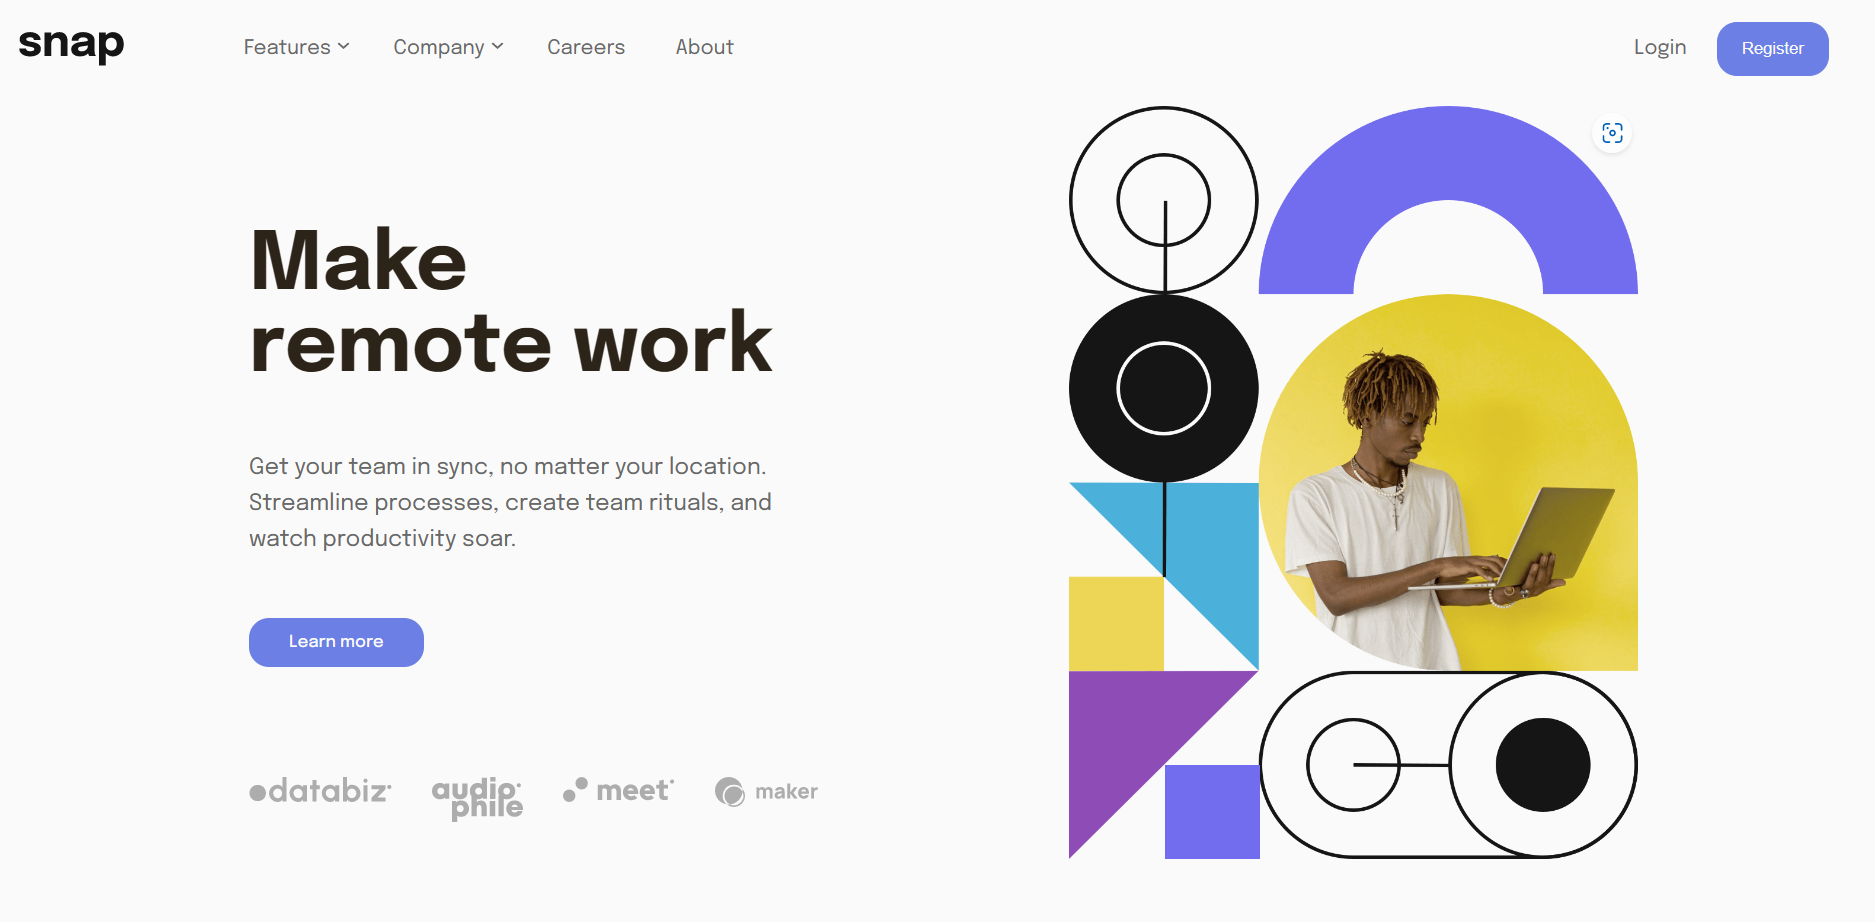 snap
Features
Company
Careers
About
Login
Register
Make
remote work
Get your team in sync, no matter your location.
Streamline processes, create team rituals, and
watch productivity soar.
Learn more
databiz
audio
phile
meet
maker